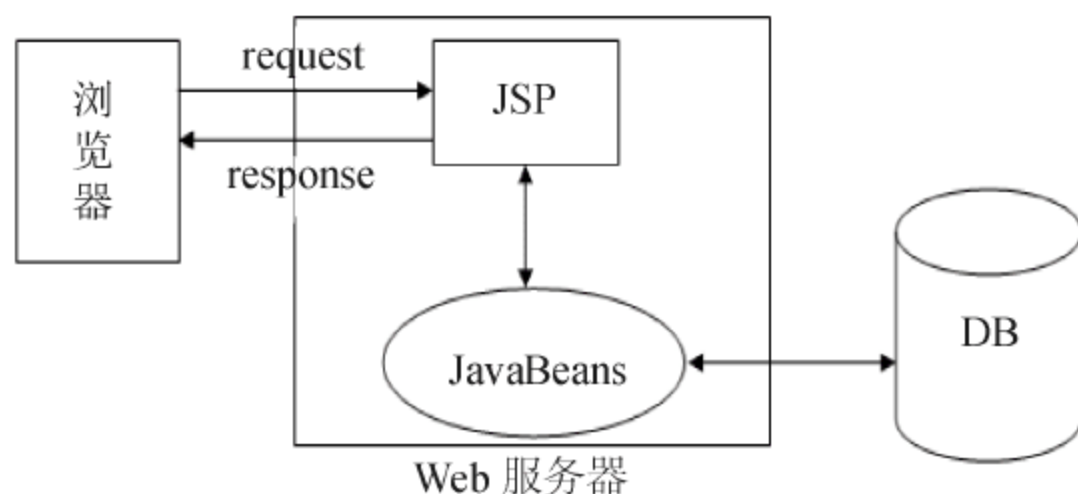 浏
览
器
request
JSP
response
DB
JavaBeans
Web 服务器